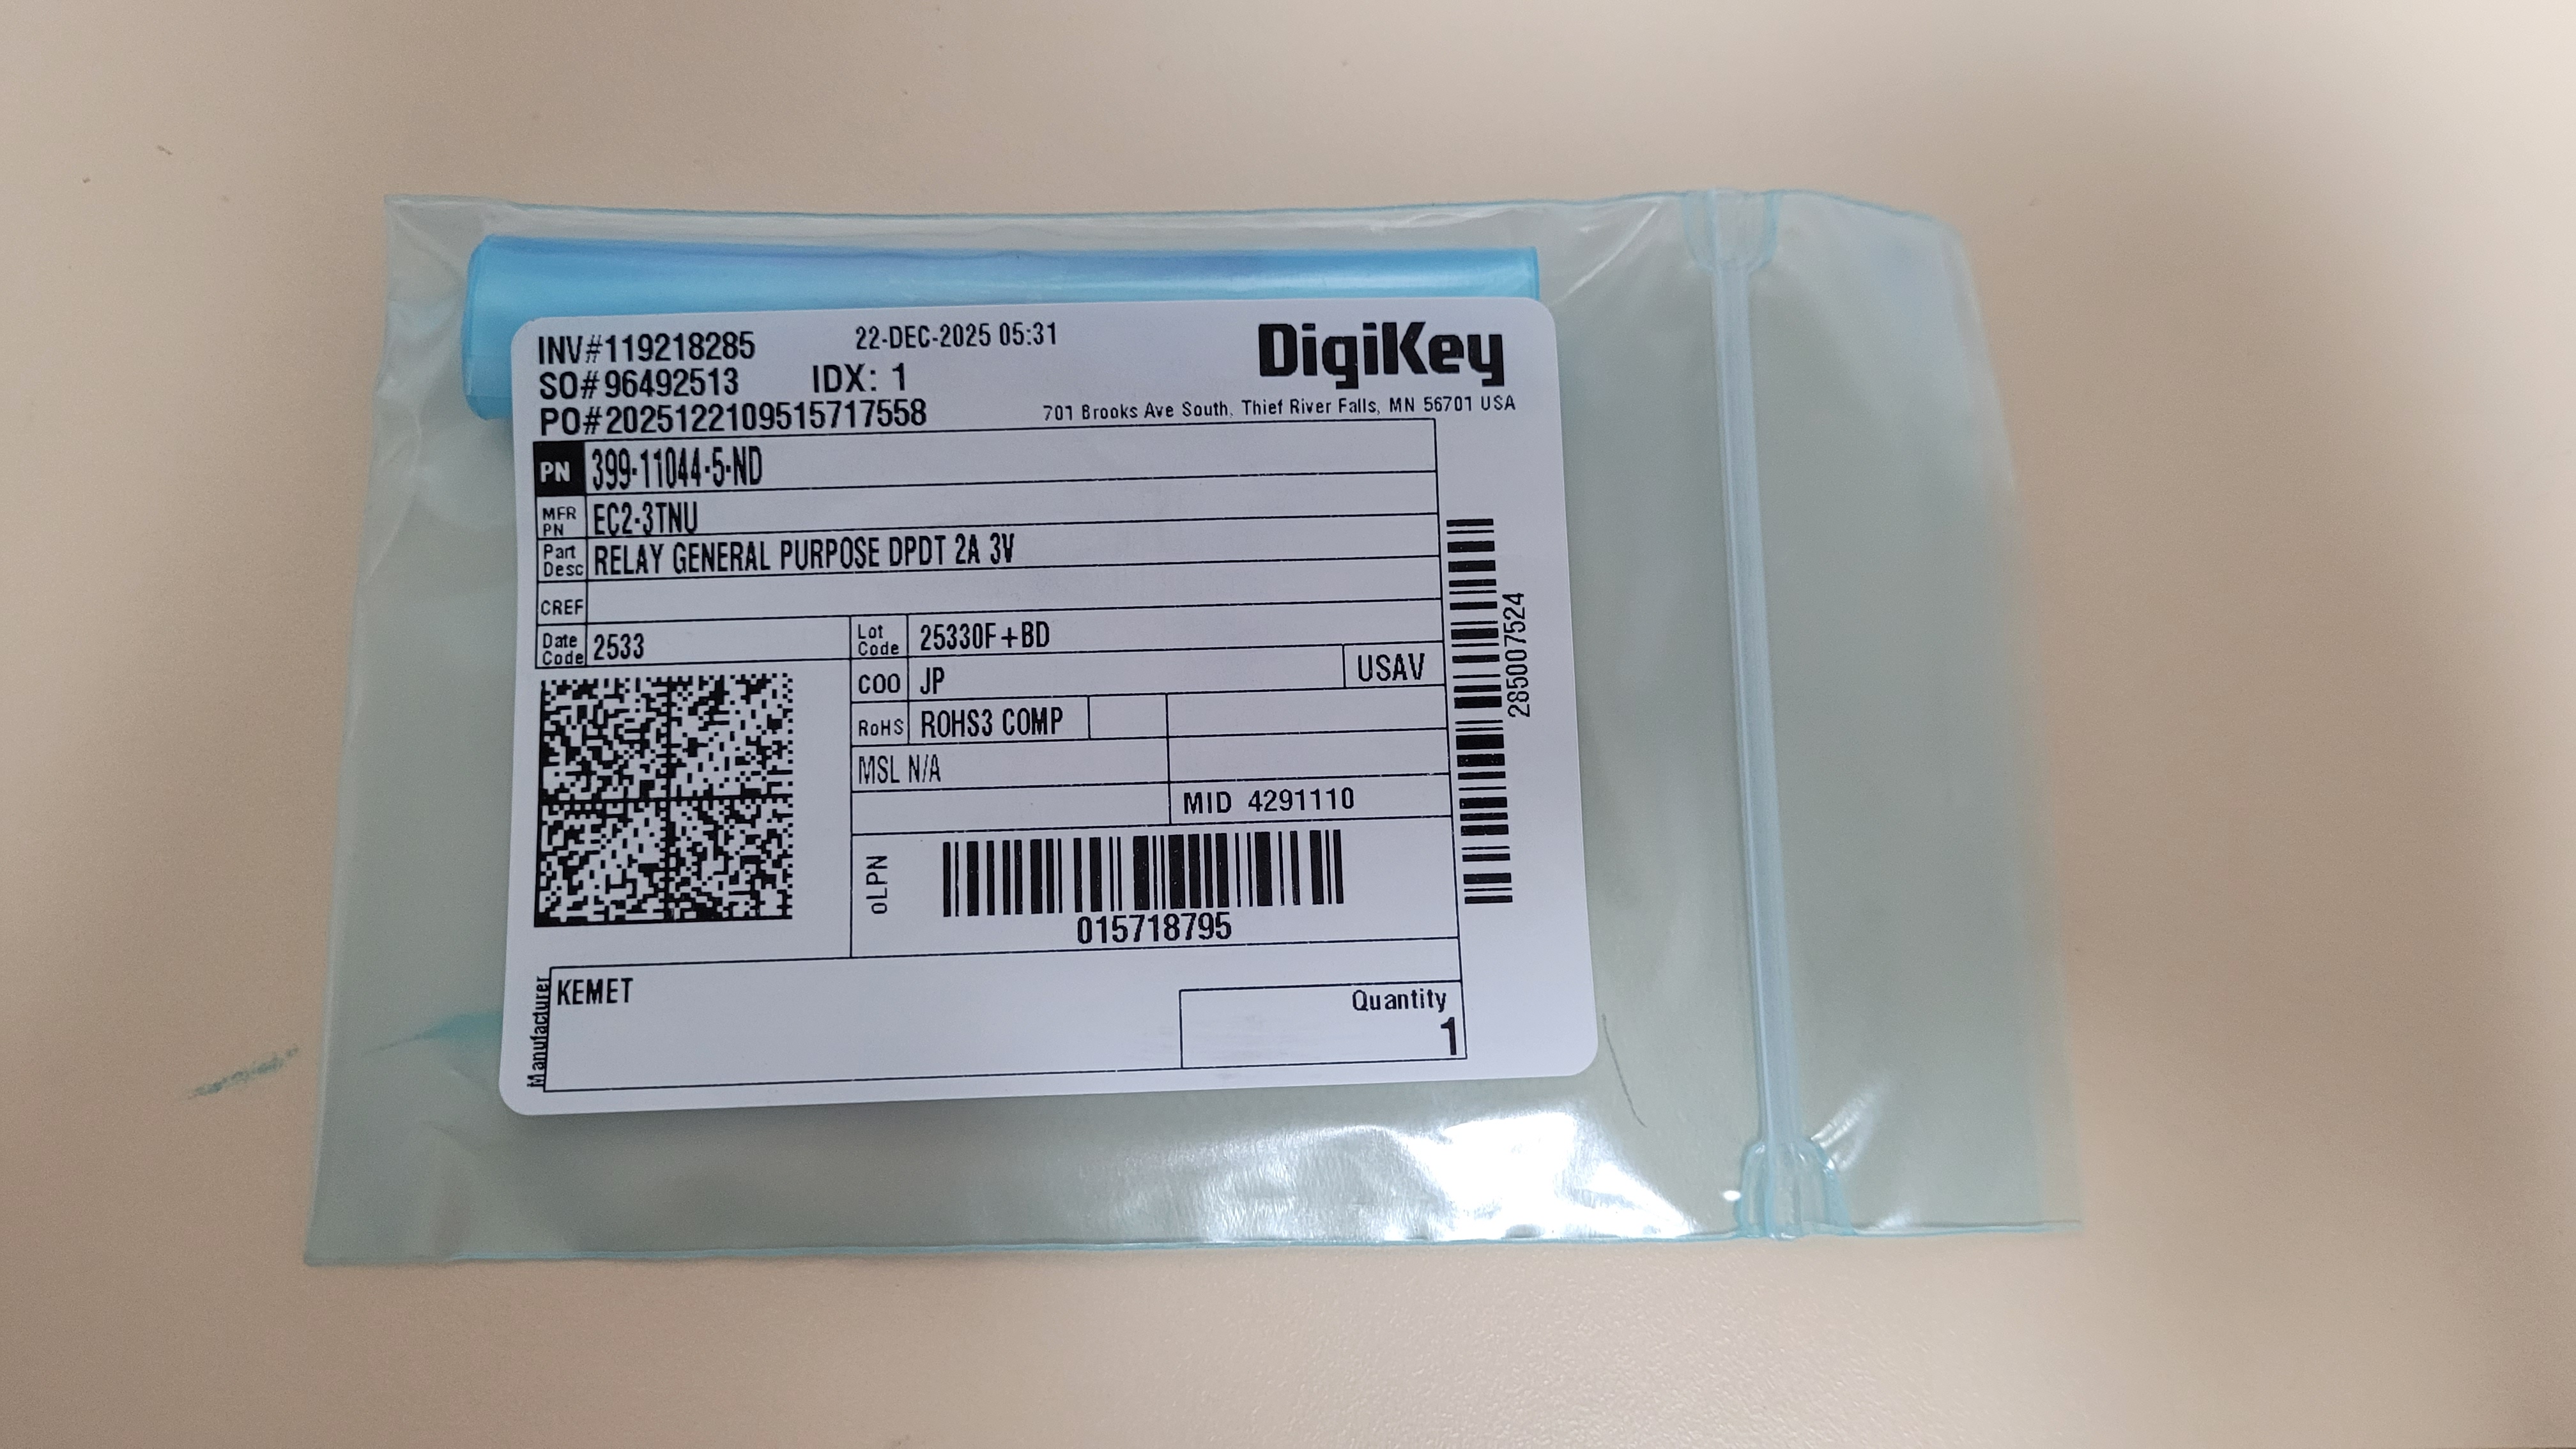 INV#119218285 22-DEC-2025 05:31 DigiKey
SO#96492513 IDX: 1
PO#2025122109515717558 701 Brooks Ave South, Thief River Falls, MN 56701 USA
PN 399-11044-5-ND
MFR PN EC2-3TNU
Part Desc RELAY GENERAL PURPOSE DPDT 2A 3V
CREF
Date Code 2533 Lot Code 25330F+BD
COO JP USAV
RoHS ROHS3 COMP
MSL N/A
MID 4291110
oLPN
015718795
285007524
Manufacturer KEMET
Quantity
1